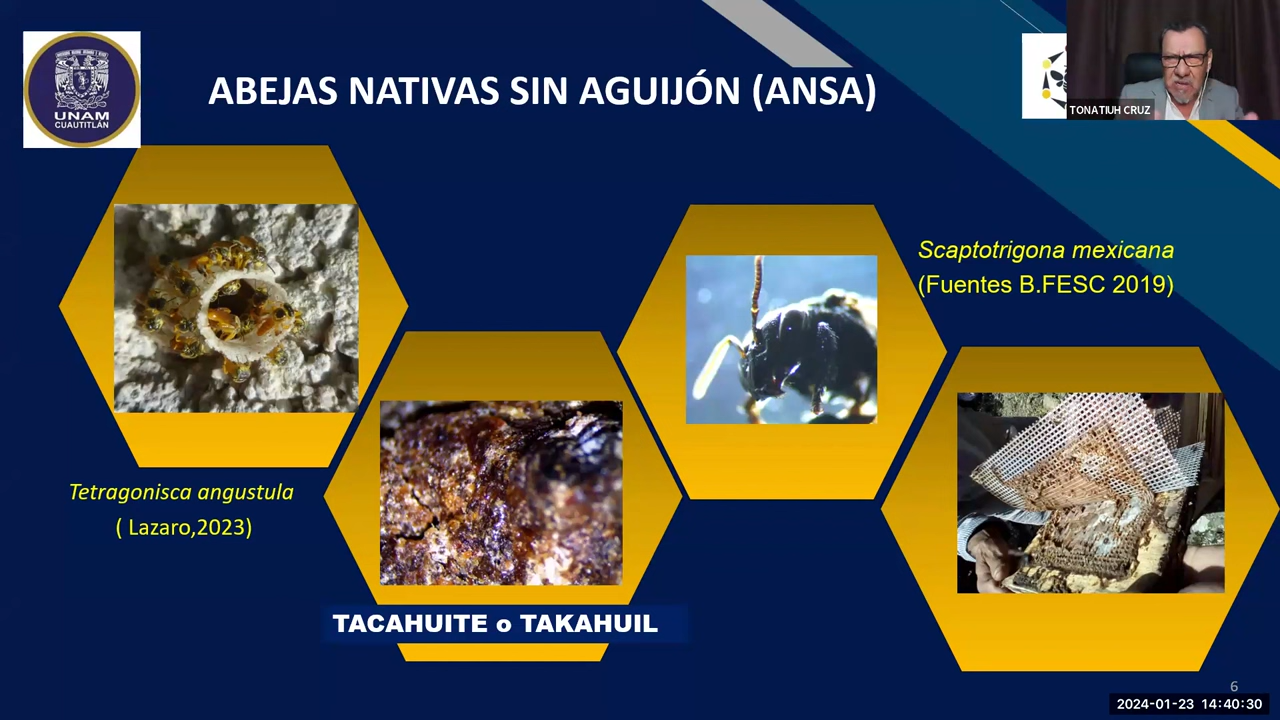 ABEJAS NATIVAS SIN AGUIJÓN (ANSA)
UNAM
CUAUTITLÁN
TONATIUH CRUZ
Scaptotrigona mexicana
(Fuentes B.FESC 2019)
Tetragonisca angustula
( Lazaro,2023)
TACAHUITE o TAKAHUIL
6
2024-01-23 14:40:30